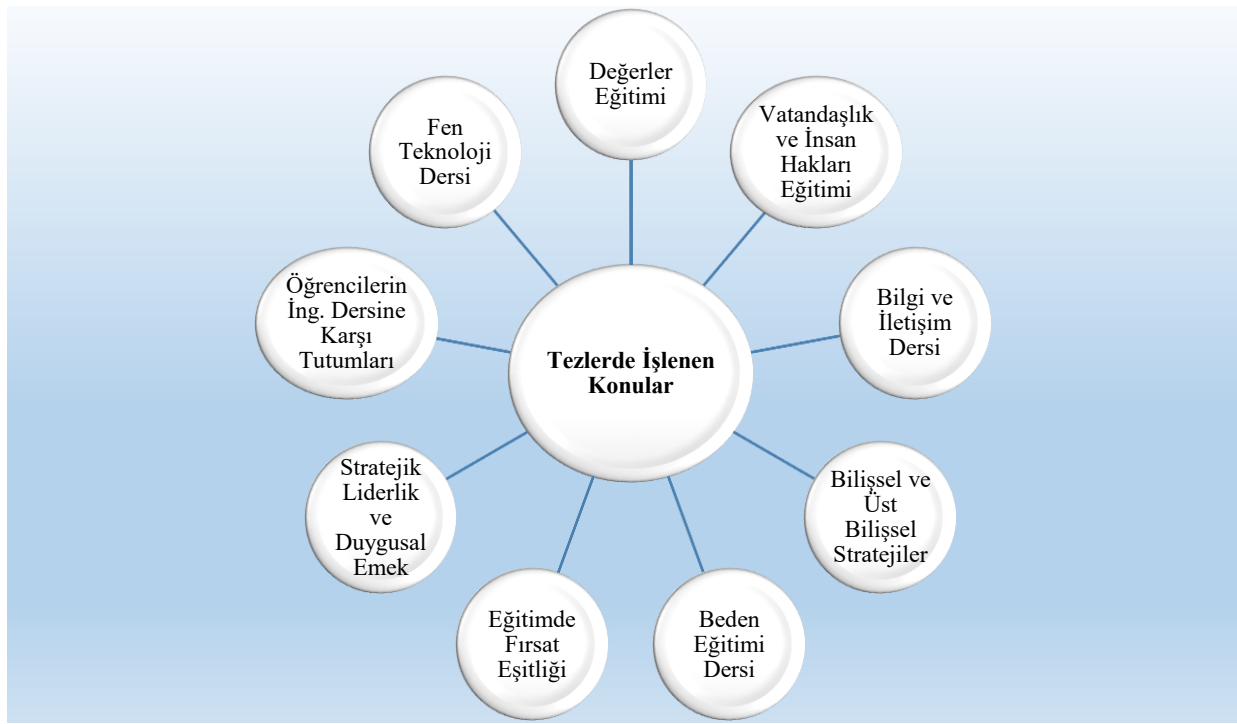 Değerler
Eğitimi
Vatandaşlık
ve İnsan
Hakları
Eğitimi
Bilgi ve
İletişim
Dersi
Bilişsel ve
Üst
Bilişsel
Stratejiler
Beden
Eğitimi
Dersi
Eğitimde
Fırsat
Eşitliği
Stratejik
Liderlik
ve
Duygusal
Emek
Öğrencilerin
İng. Dersine
Karşı
Tutumları
Fen
Teknoloji
Dersi
Tezlerde İşlenen
Konular